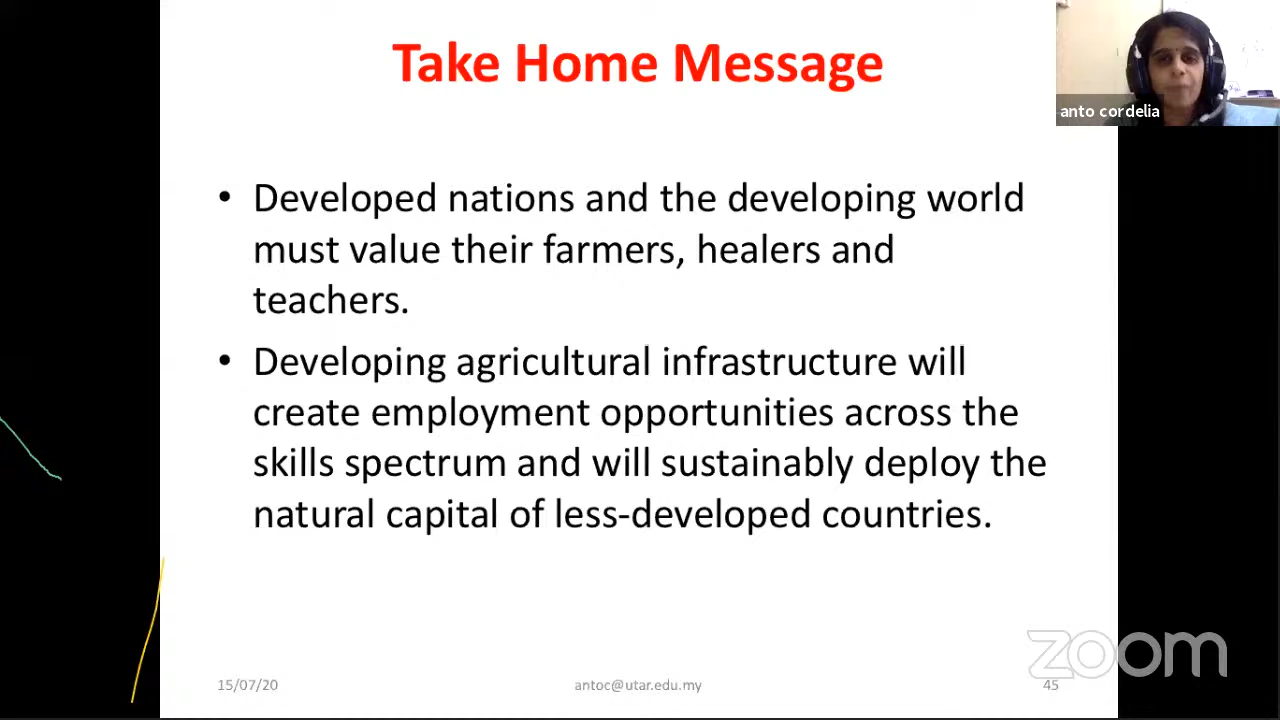 Take Home Message
anto cordelia
• Developed nations and the developing world
must value their farmers, healers and
teachers.
• Developing agricultural infrastructure will
create employment opportunities across the
skills spectrum and will sustainably deploy the
natural capital of less-developed countries.
zoom
15/07/20
antoc@utar.edu.my
45